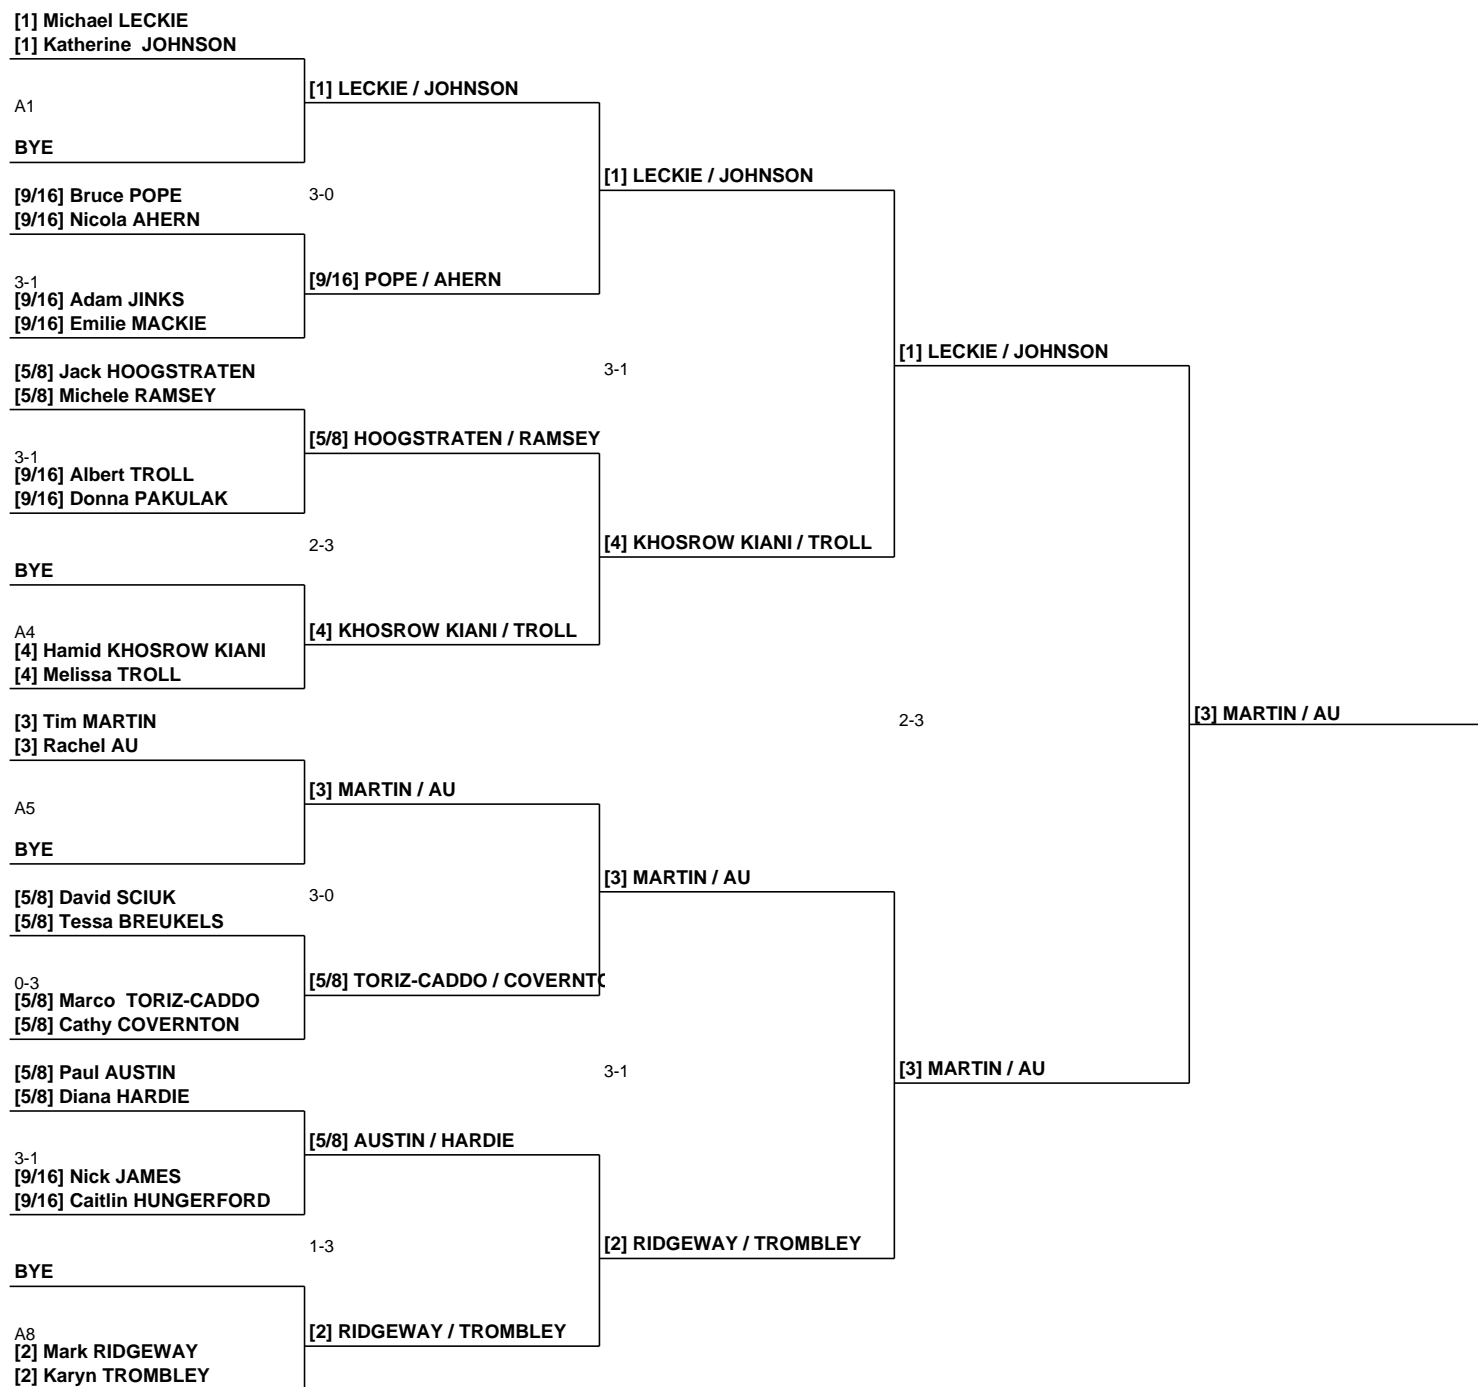 [1] Michael LECKIE
[1] Katherine  JOHNSON
[1] LECKIE / JOHNSON
A1
BYE
[1] LECKIE / JOHNSON
[9/16] Bruce POPE
3-0
[9/16] Nicola AHERN
[9/16] POPE / AHERN
3-1
[9/16] Adam JINKS
[9/16] Emilie MACKIE
[1] LECKIE / JOHNSON
[5/8] Jack HOOGSTRATEN
3-1
[5/8] Michele RAMSEY
[5/8] HOOGSTRATEN / RAMSEY
3-1
[9/16] Albert TROLL
[9/16] Donna PAKULAK
2-3
[4] KHOSROW KIANI / TROLL
BYE
A4
[4] KHOSROW KIANI / TROLL
[4] Hamid KHOSROW KIANI
[4] Melissa TROLL
[3] Tim MARTIN
2-3
[3] MARTIN / AU
[3] Rachel AU
[3] MARTIN / AU
A5
BYE
[3] MARTIN / AU
[5/8] David SCIUK
3-0
[5/8] Tessa BREUKELS
[5/8] TORIZ-CADDO / COVERNTO
0-3
[5/8] Marco  TORIZ-CADDO
[5/8] Cathy COVERNTON
[5/8] Paul AUSTIN
3-1
[3] MARTIN / AU
[5/8] Diana HARDIE
[5/8] AUSTIN / HARDIE
3-1
[9/16] Nick JAMES
[9/16] Caitlin HUNGERFORD
1-3
[2] RIDGEWAY / TROMBLEY
BYE
A8
[2] RIDGEWAY / TROMBLEY
[2] Mark RIDGEWAY
[2] Karyn TROMBLEY